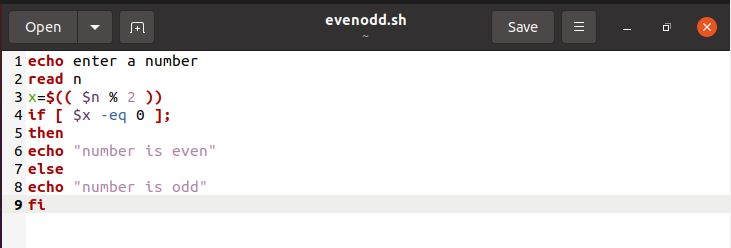 Open evenodd.sh Save
~
1 echo enter a number
2 read n
3 x=$(( $n % 2 ))
4 if [ $x -eq 0 ];
5 then
6 echo "number is even"
7 else
8 echo "number is odd"
9 fi